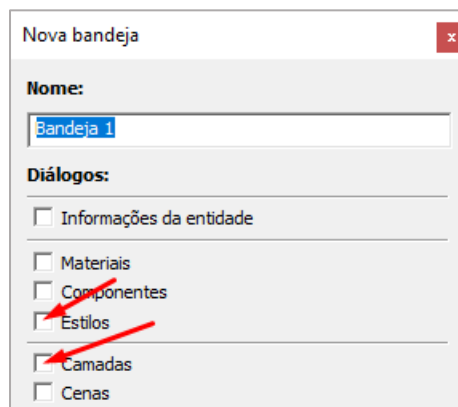 Nova bandeja
x
Nome:
Bandeja 1
Diálogos:
Informações da entidade
Materiais
Componentes
Estilos
Camadas
Cenas